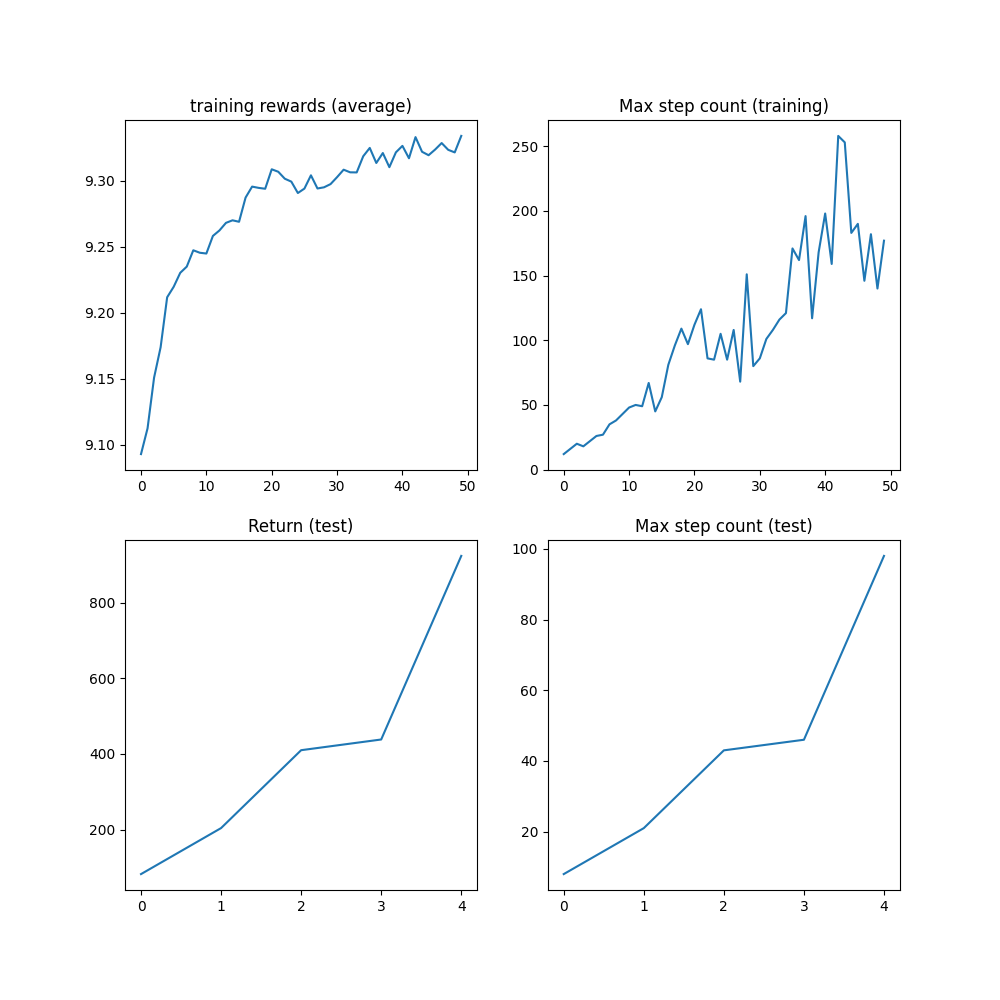 training rewards (average)
9.30
9.25
9.20
9.15
9.10
0 10 20 30 40 50
Max step count (training)
250
200
150
100
50
0
0 10 20 30 40 50
Return (test)
800
600
400
200
0 1 2 3 4
Max step count (test)
100
80
60
40
20
0 1 2 3 4